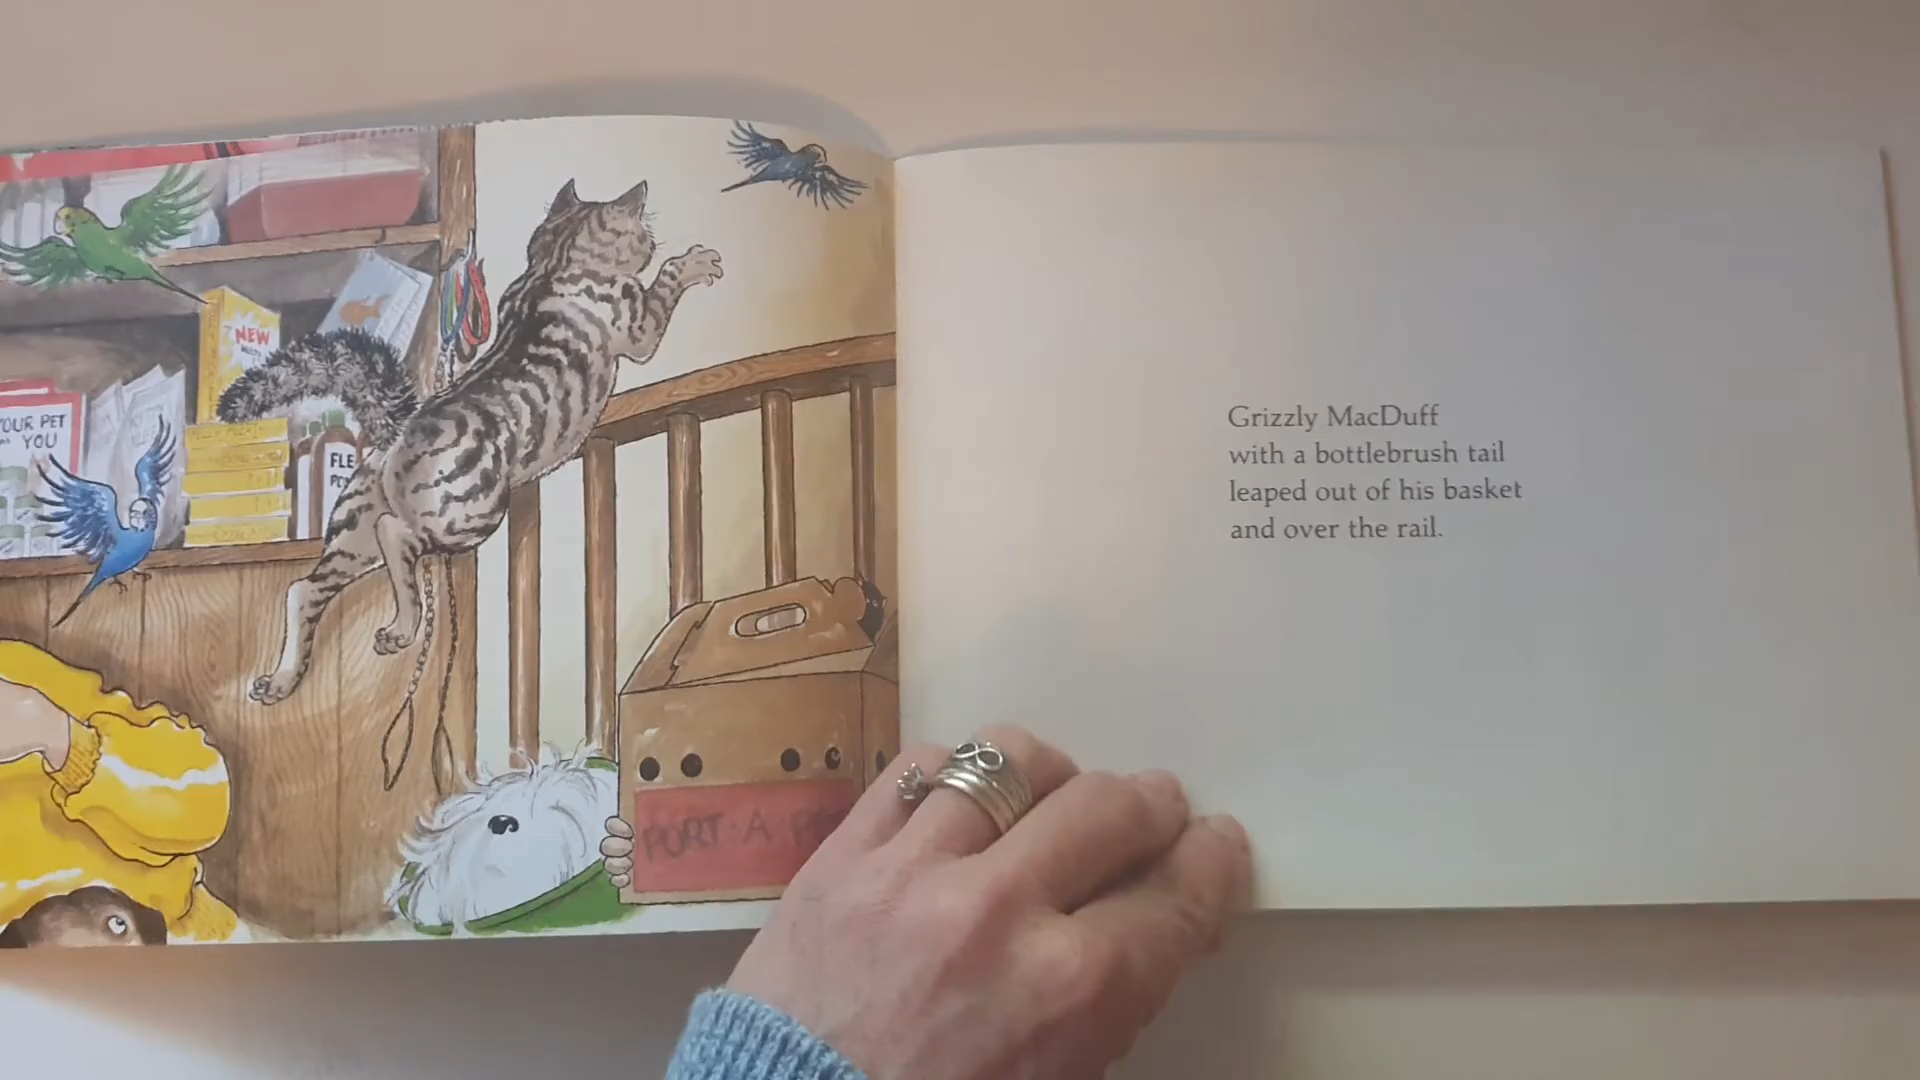 NEW
YOUR PET
YOU
FLE
PORT-A
Grizzly MacDuff
with a bottlebrush tail
leaped out of his basket
and over the rail.